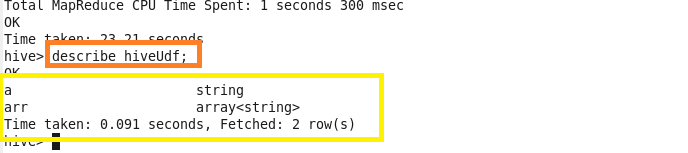 Total MapReduce CPU Time Spent: 1 seconds 300 msec
OK
Time taken: 23.21 seconds
hive> describe hiveUdf;
OK
a                       string
arr                     array<string>
Time taken: 0.091 seconds, Fetched: 2 row(s)
hive>